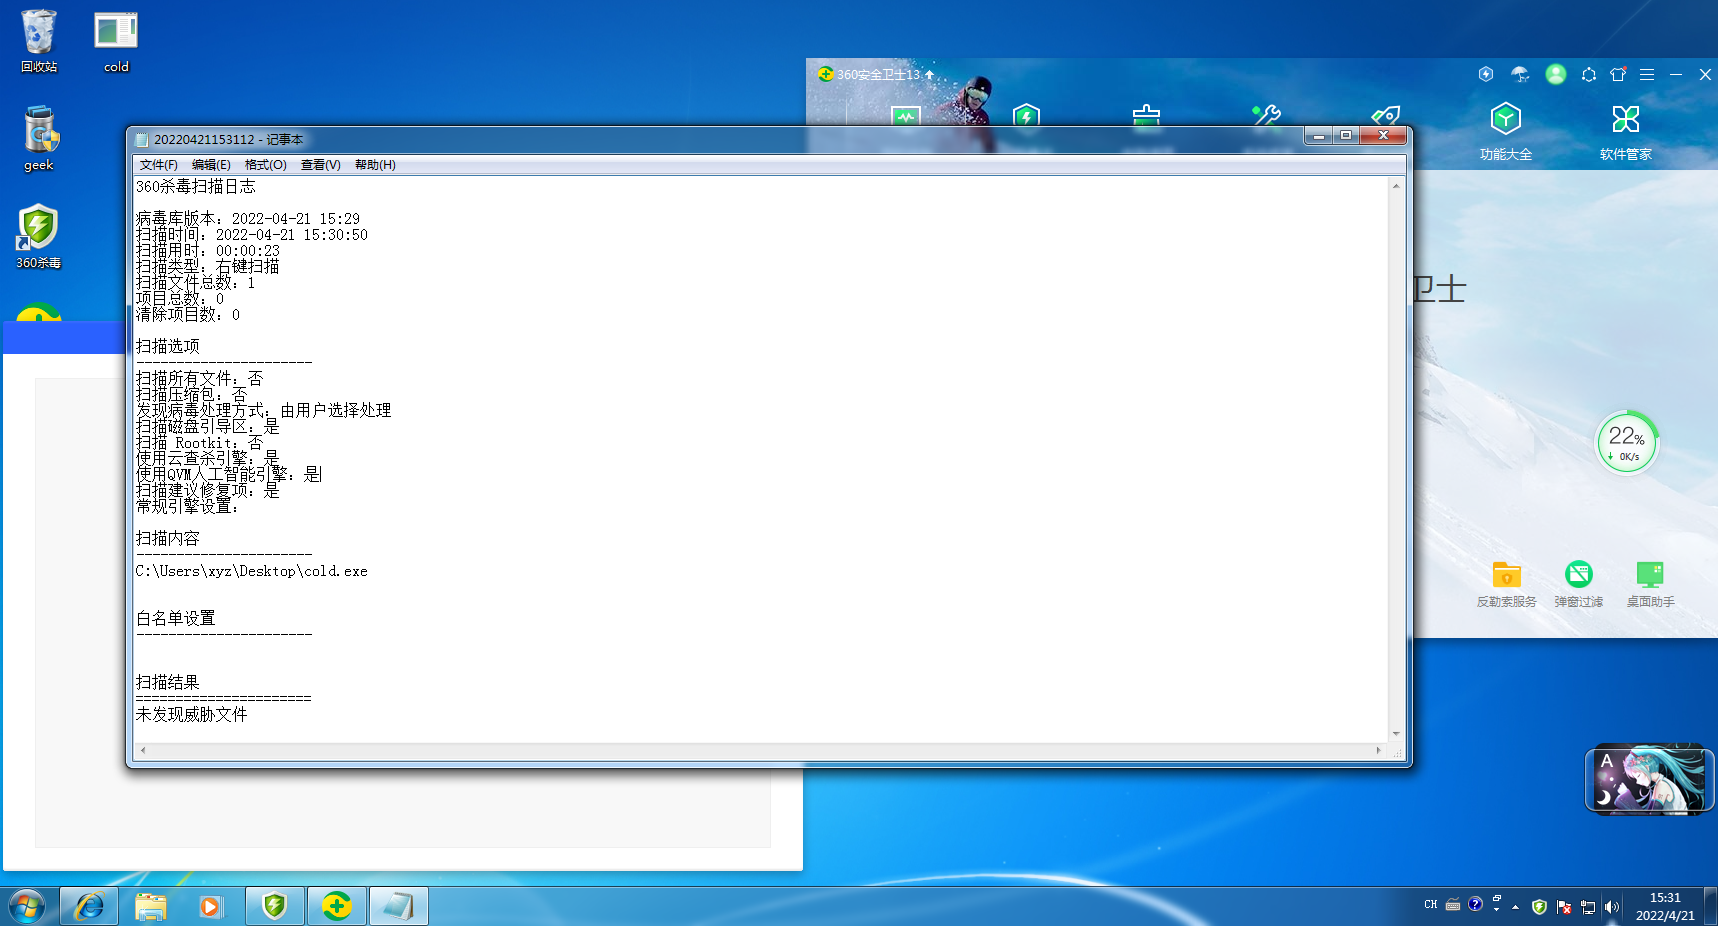 回收站
cold
geek
360杀毒
360安全卫士13
功能大全
软件管家
20220421153112 - 记事本
文件(F) 编辑(E) 格式(O) 查看(V) 帮助(H)
360杀毒扫描日志
病毒库版本：2022-04-21 15:29
扫描时间：2022-04-21 15:30:50
扫描用时：00:00:23
扫描类型：右键扫描
扫描文件总数：1
项目总数：0
清除项目数：0
扫描选项
----------------------
扫描所有文件：否
扫描压缩包：否
发现病毒处理方式：由用户选择处理
扫描磁盘引导区：是
扫描 Rootkit：否
使用云查杀引擎：是
使用QVM人工智能引擎：是
扫描建议修复项：是
常规引擎设置：
扫描内容
----------------------
C:\Users\xyz\Desktop\cold.exe
白名单设置
----------------------
扫描结果
======================
未发现威胁文件
卫士
22%
0K/s
反勒索服务
弹窗过滤
桌面助手
A
CH
15:31
2022/4/21